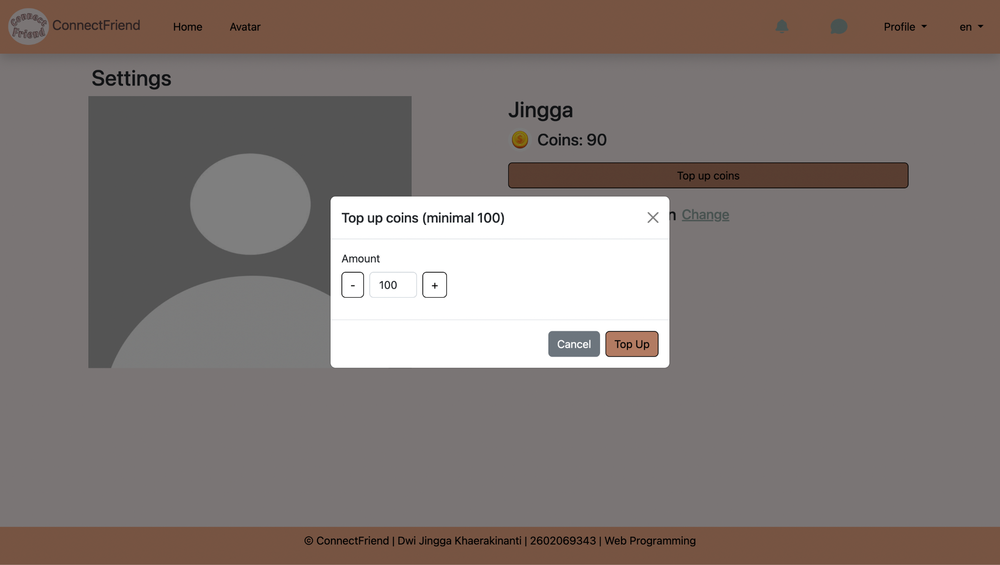 Connect
Friend
ConnectFriend
Home
Avatar
Profile
en
Settings
Jingga
Coins: 90
Top up coins
n Change
Top up coins (minimal 100)
Amount
- 100 +
Cancel
Top Up
© ConnectFriend | Dwi Jingga Khaerakinanti | 2602069343 | Web Programming